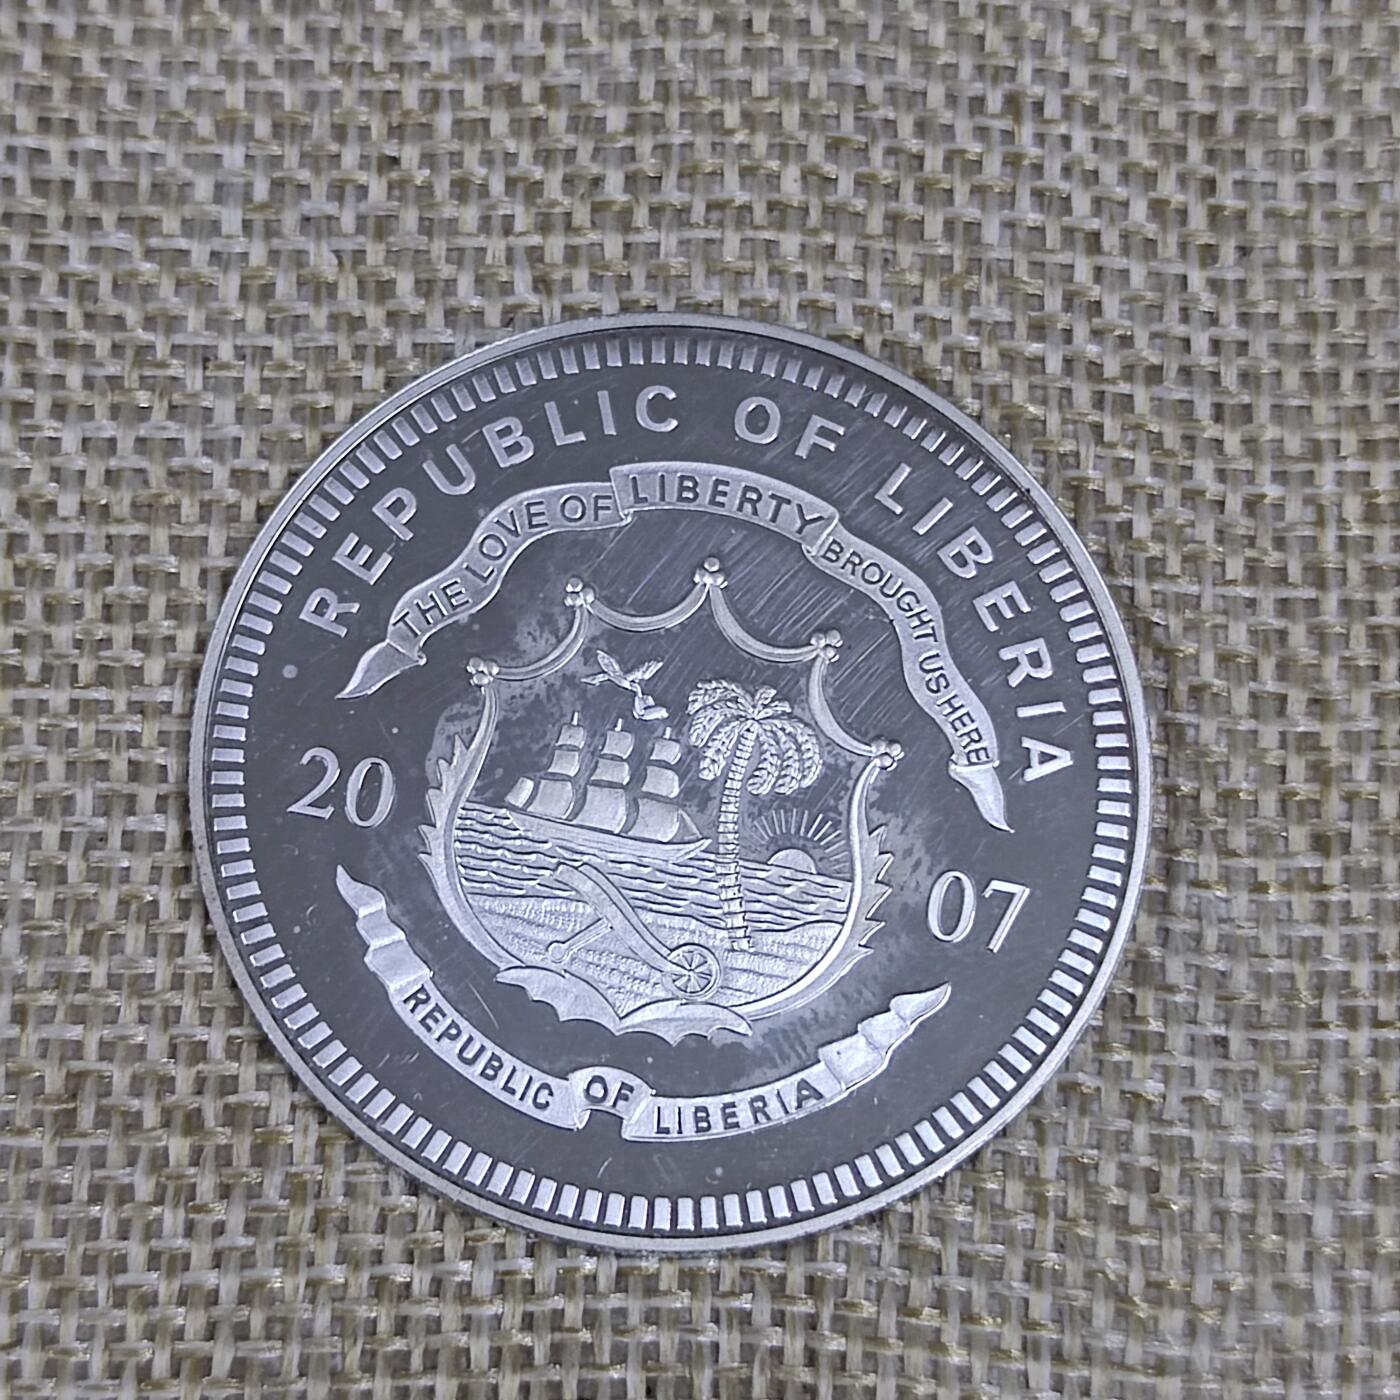 REPUBLIC OF LIBERIA
THE LOVE OF LIBERTY BROUGHT US HERE
20 07
REPUBLIC OF LIBERIA